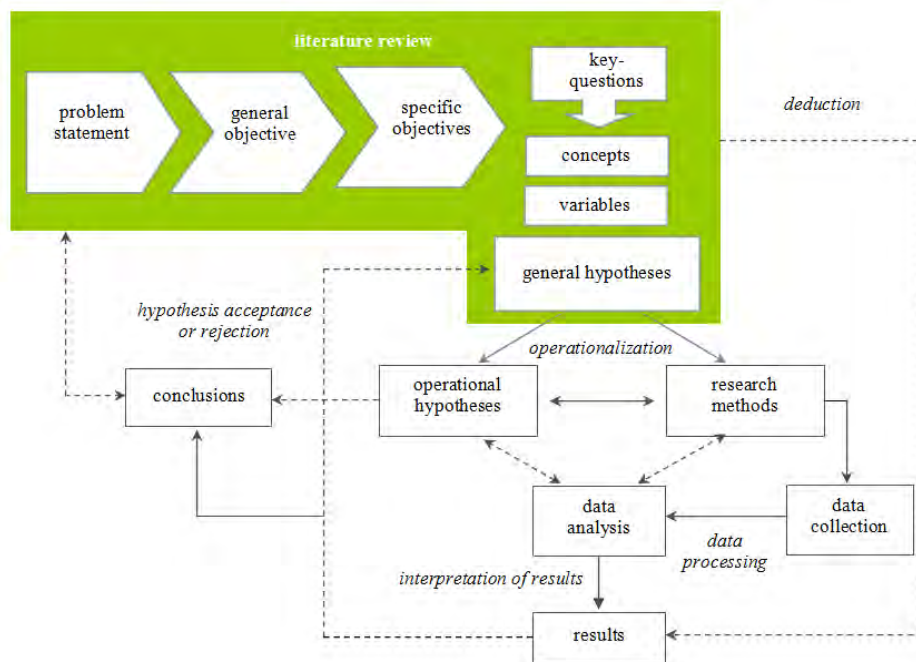 literature review
problem
statement
general
objective
specific
objectives
key-
questions
concepts
variables
general hypotheses
deduction
hypothesis acceptance
or rejection
operationalization
conclusions
operational
hypotheses
research
methods
data
analysis
data
collection
data
processing
interpretation of results
results